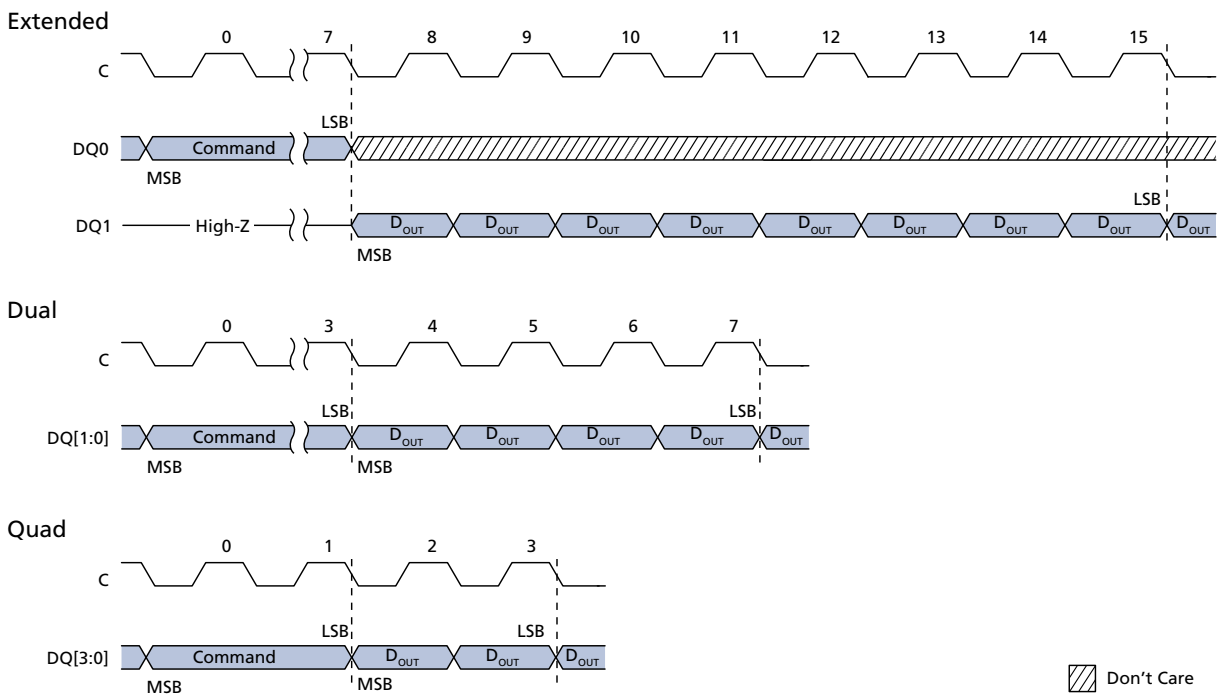 Extended
0 7 8 9 10 11 12 13 14 15
C
LSB
DQ0 Command
MSB
LSB
DQ1 High-Z DOUT DOUT DOUT DOUT DOUT DOUT DOUT DOUT DOUT
MSB
Dual
0 3 4 5 6 7
C
LSB LSB
DQ[1:0] Command DOUT DOUT DOUT DOUT DOUT
MSB MSB
Quad
0 1 2 3
C
LSB LSB
DQ[3:0] Command DOUT DOUT DOUT
MSB MSB
Don't Care